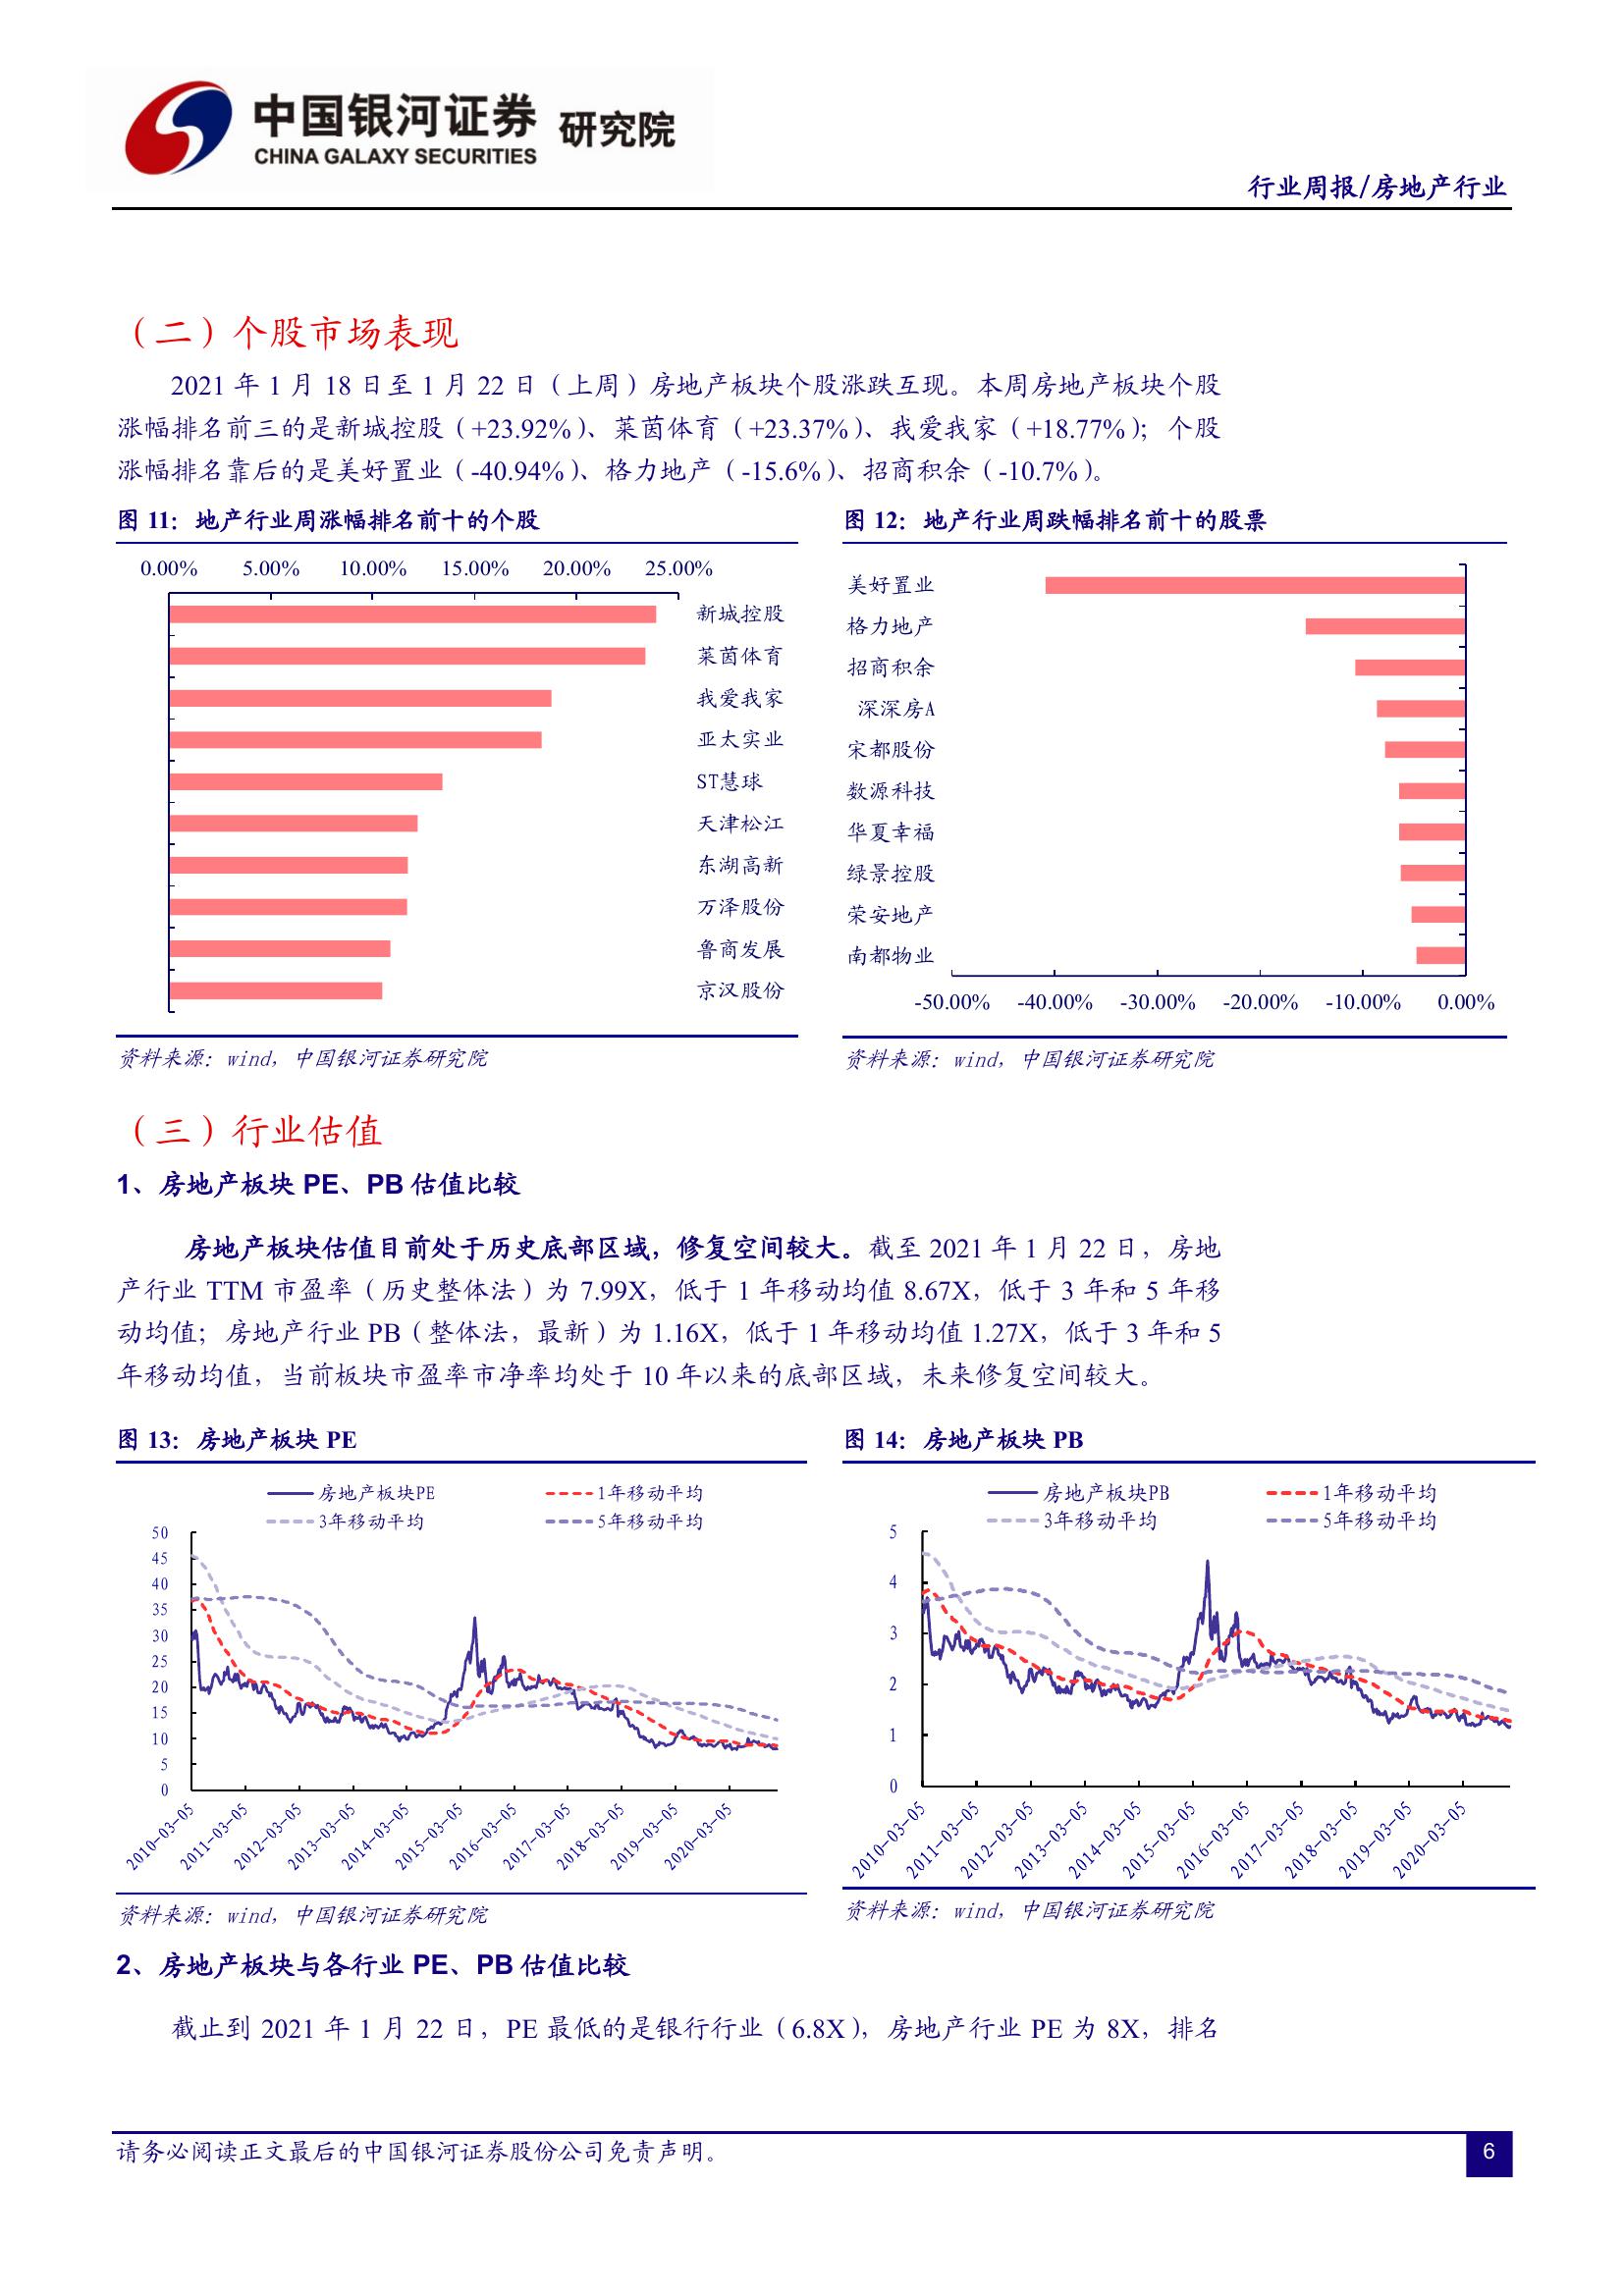 中国银河证券 研究院
CHINA GALAXY SECURITIES
行业周报/房地产行业
（二）个股市场表现
2021 年 1 月 18 日至 1 月 22 日（上周）房地产板块个股涨跌互现。本周房地产板块个股
涨幅排名前三的是新城控股（+23.92%）、莱茵体育（+23.37%）、我爱我家（+18.77%）；个股
涨幅排名靠后的是美好置业（-40.94%）、格力地产（-15.6%）、招商积余（-10.7%）。
图 11：地产行业周涨幅排名前十的个股
0.00% 5.00% 10.00% 15.00% 20.00% 25.00%
新城控股
莱茵体育
我爱我家
亚太实业
ST慧球
天津松江
东湖高新
万泽股份
鲁商发展
京汉股份
资料来源：wind，中国银河证券研究院
图 12：地产行业周跌幅排名前十的股票
美好置业
格力地产
招商积余
深深房A
宋都股份
数源科技
华夏幸福
绿景控股
荣安地产
南都物业
-50.00% -40.00% -30.00% -20.00% -10.00% 0.00%
资料来源：wind，中国银河证券研究院
（三）行业估值
1、房地产板块 PE、PB 估值比较
房地产板块估值目前处于历史底部区域，修复空间较大。截至 2021 年 1 月 22 日，房地
产行业 TTM 市盈率（历史整体法）为 7.99X，低于 1 年移动均值 8.67X，低于 3 年和 5 年移
动均值；房地产行业 PB（整体法，最新）为 1.16X，低于 1 年移动均值 1.27X，低于 3 年和 5
年移动均值，当前板块市盈率市净率均处于 10 年以来的底部区域，未来修复空间较大。
图 13：房地产板块 PE
房地产板块PE 1年移动平均
3年移动平均 5年移动平均
50
45
40
35
30
25
20
15
10
5
0
2010-03-05 2011-03-05 2012-03-05 2013-03-05 2014-03-05 2015-03-05 2016-03-05 2017-03-05 2018-03-05 2019-03-05 2020-03-05
资料来源：wind，中国银河证券研究院
图 14：房地产板块 PB
房地产板块PB 1年移动平均
3年移动平均 5年移动平均
5
4
3
2
1
0
2010-03-05 2011-03-05 2012-03-05 2013-03-05 2014-03-05 2015-03-05 2016-03-05 2017-03-05 2018-03-05 2019-03-05 2020-03-05
资料来源：wind，中国银河证券研究院
2、房地产板块与各行业 PE、PB 估值比较
截止到 2021 年 1 月 22 日，PE 最低的是银行行业（6.8X），房地产行业 PE 为 8X，排名
请务必阅读正文最后的中国银河证券股份公司免责声明。
6